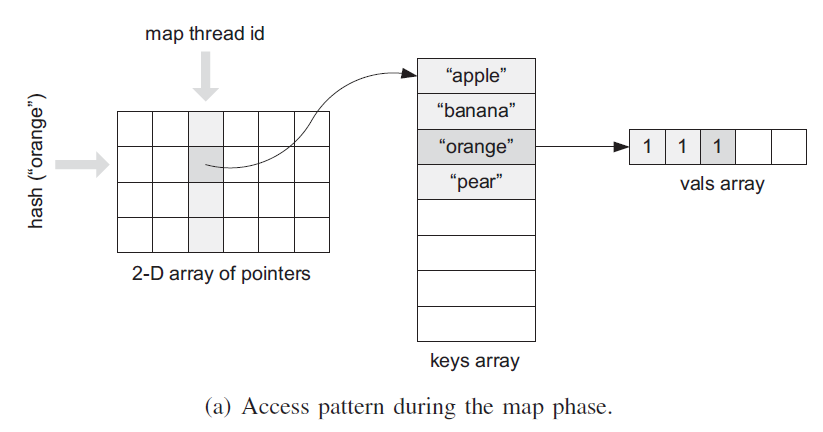 map thread id
hash (“orange”)
2-D array of pointers
“apple”
“banana”
“orange”
“pear”
keys array
1 1 1
vals array
(a) Access pattern during the map phase.